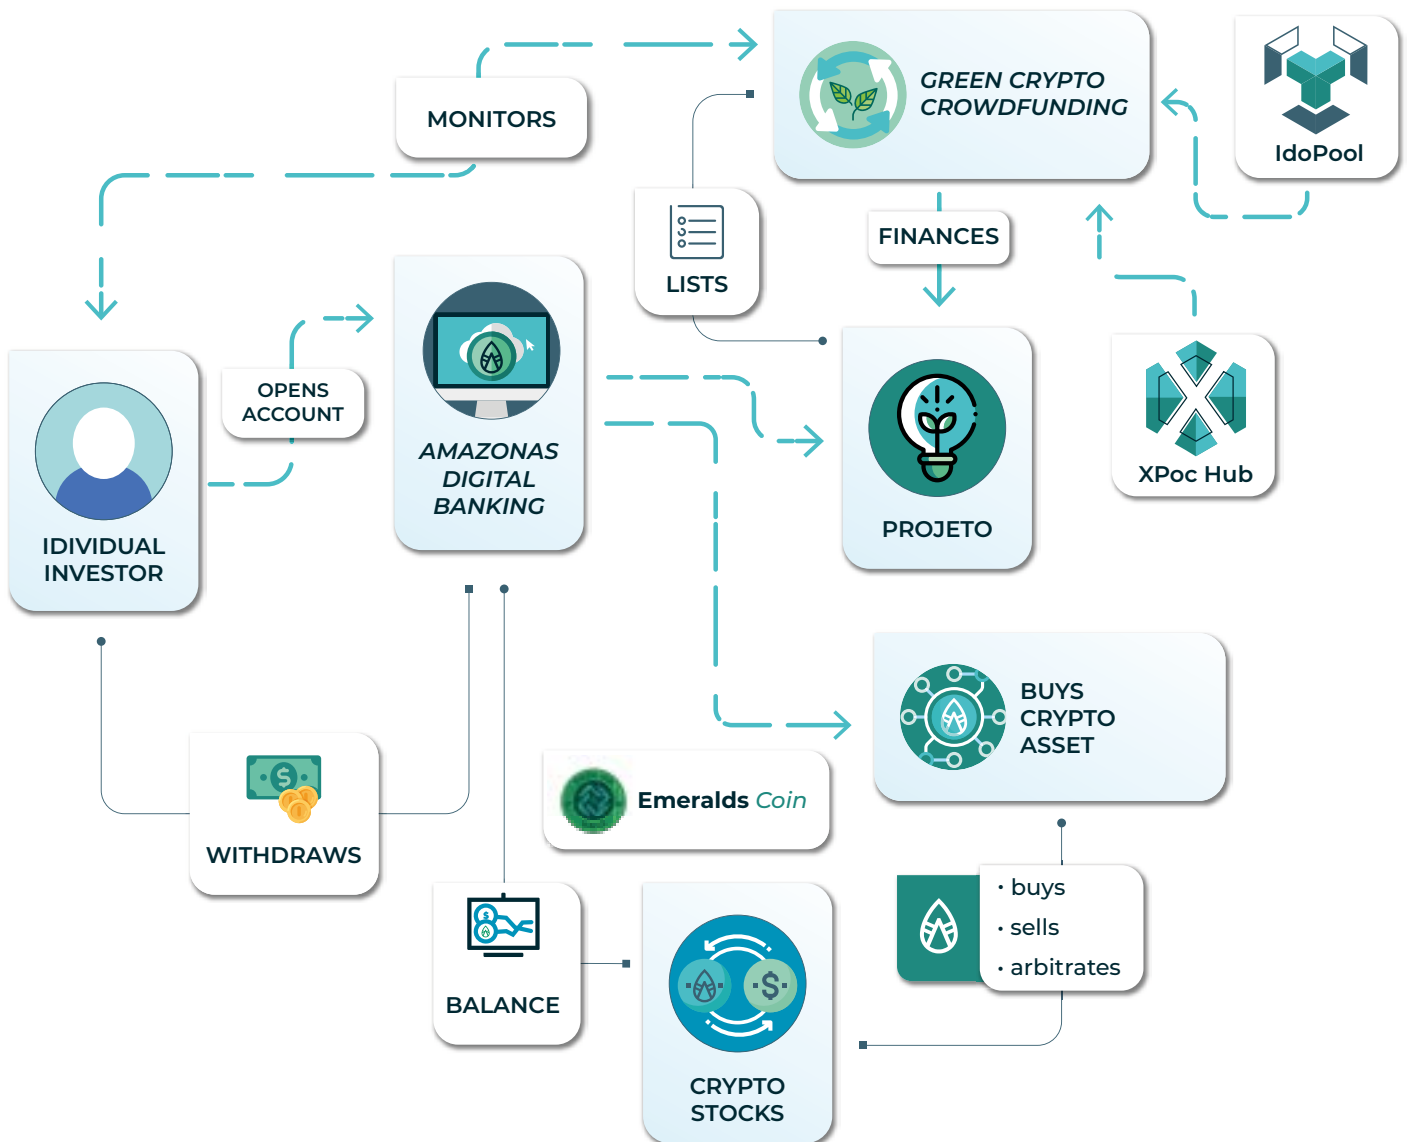 MONITORS
GREEN CRYPTO
CROWDFUNDING
IdoPool
LISTS
FINANCES
OPENS
ACCOUNT
AMAZONAS
DIGITAL
BANKING
IDIVIDUAL
INVESTOR
PROJETO
XPoc Hub
BUYS
CRYPTO
ASSET
Emeralds Coin
WITHDRAWS
BALANCE
• buys
• sells
• arbitrates
CRYPTO
STOCKS